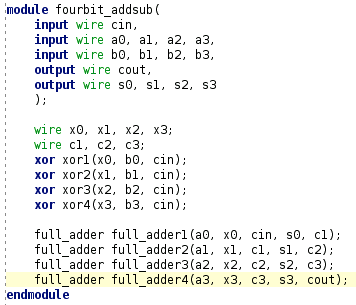 module fourbit_addsub(
    input wire cin,
    input wire a0, a1, a2, a3,
    input wire b0, b1, b2, b3,
    output wire cout,
    output wire s0, s1, s2, s3
    );

    wire x0, x1, x2, x3;
    wire c1, c2, c3;
    xor xor1(x0, b0, cin);
    xor xor2(x1, b1, cin);
    xor xor3(x2, b2, cin);
    xor xor4(x3, b3, cin);

    full_adder full_adder1(a0, x0, cin, s0, c1);
    full_adder full_adder2(a1, x1, c1, s1, c2);
    full_adder full_adder3(a2, x2, c2, s2, c3);
    full_adder full_adder4(a3, x3, c3, s3, cout);
endmodule